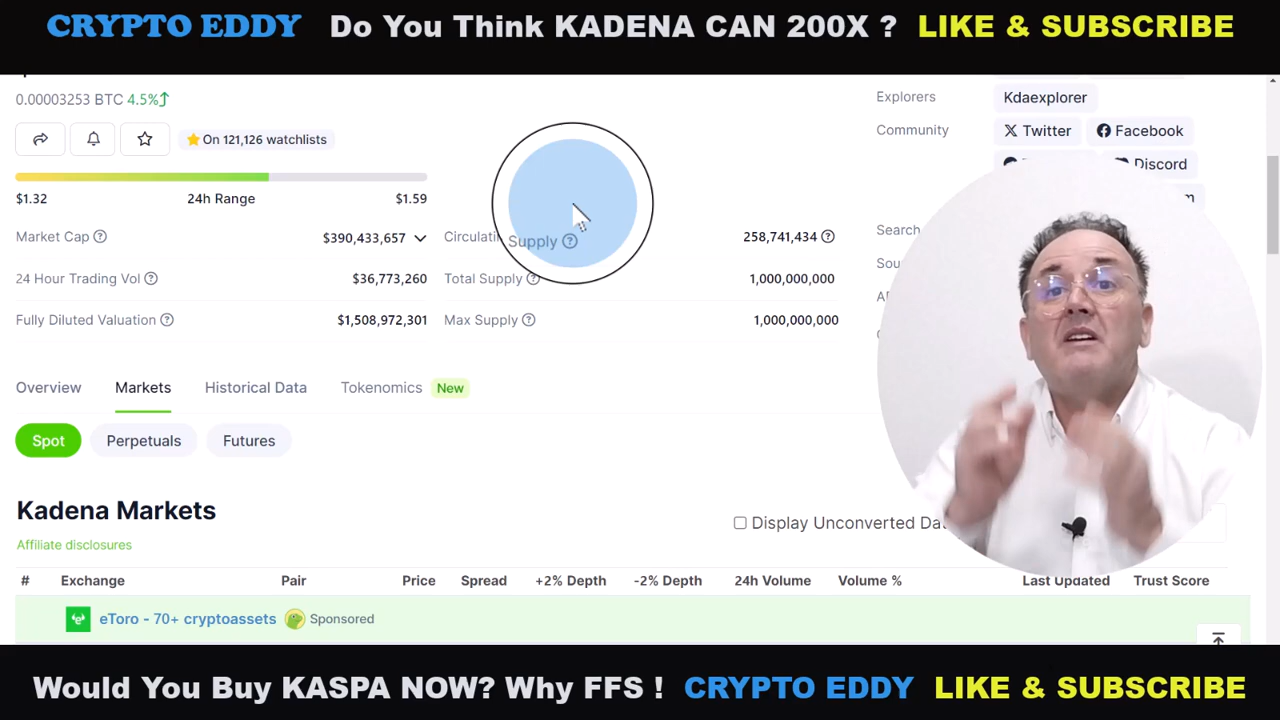 CRYPTO EDDY Do You Think KADENA CAN 200X ? LIKE & SUBSCRIBE
0.00003253 BTC 4.5%
Explorers Kdaexplorer
On 121,126 watchlists
Community Twitter Facebook
Discord
$1.32 24h Range $1.59
Market Cap $390,433,657 Supply 258,741,434
24 Hour Trading Vol $36,773,260 Total Supply 1,000,000,000
Fully Diluted Valuation $1,508,972,301 Max Supply 1,000,000,000
Overview Markets Historical Data Tokenomics New
Spot Perpetuals Futures
Kadena Markets
Display Unconverted
Affiliate disclosures
# Exchange Pair Price Spread +2% Depth -2% Depth 24h Volume Volume % Last Updated Trust Score
eToro - 70+ cryptoassets Sponsored
Would You Buy KASPA NOW? Why FFS ! CRYPTO EDDY LIKE & SUBSCRIBE